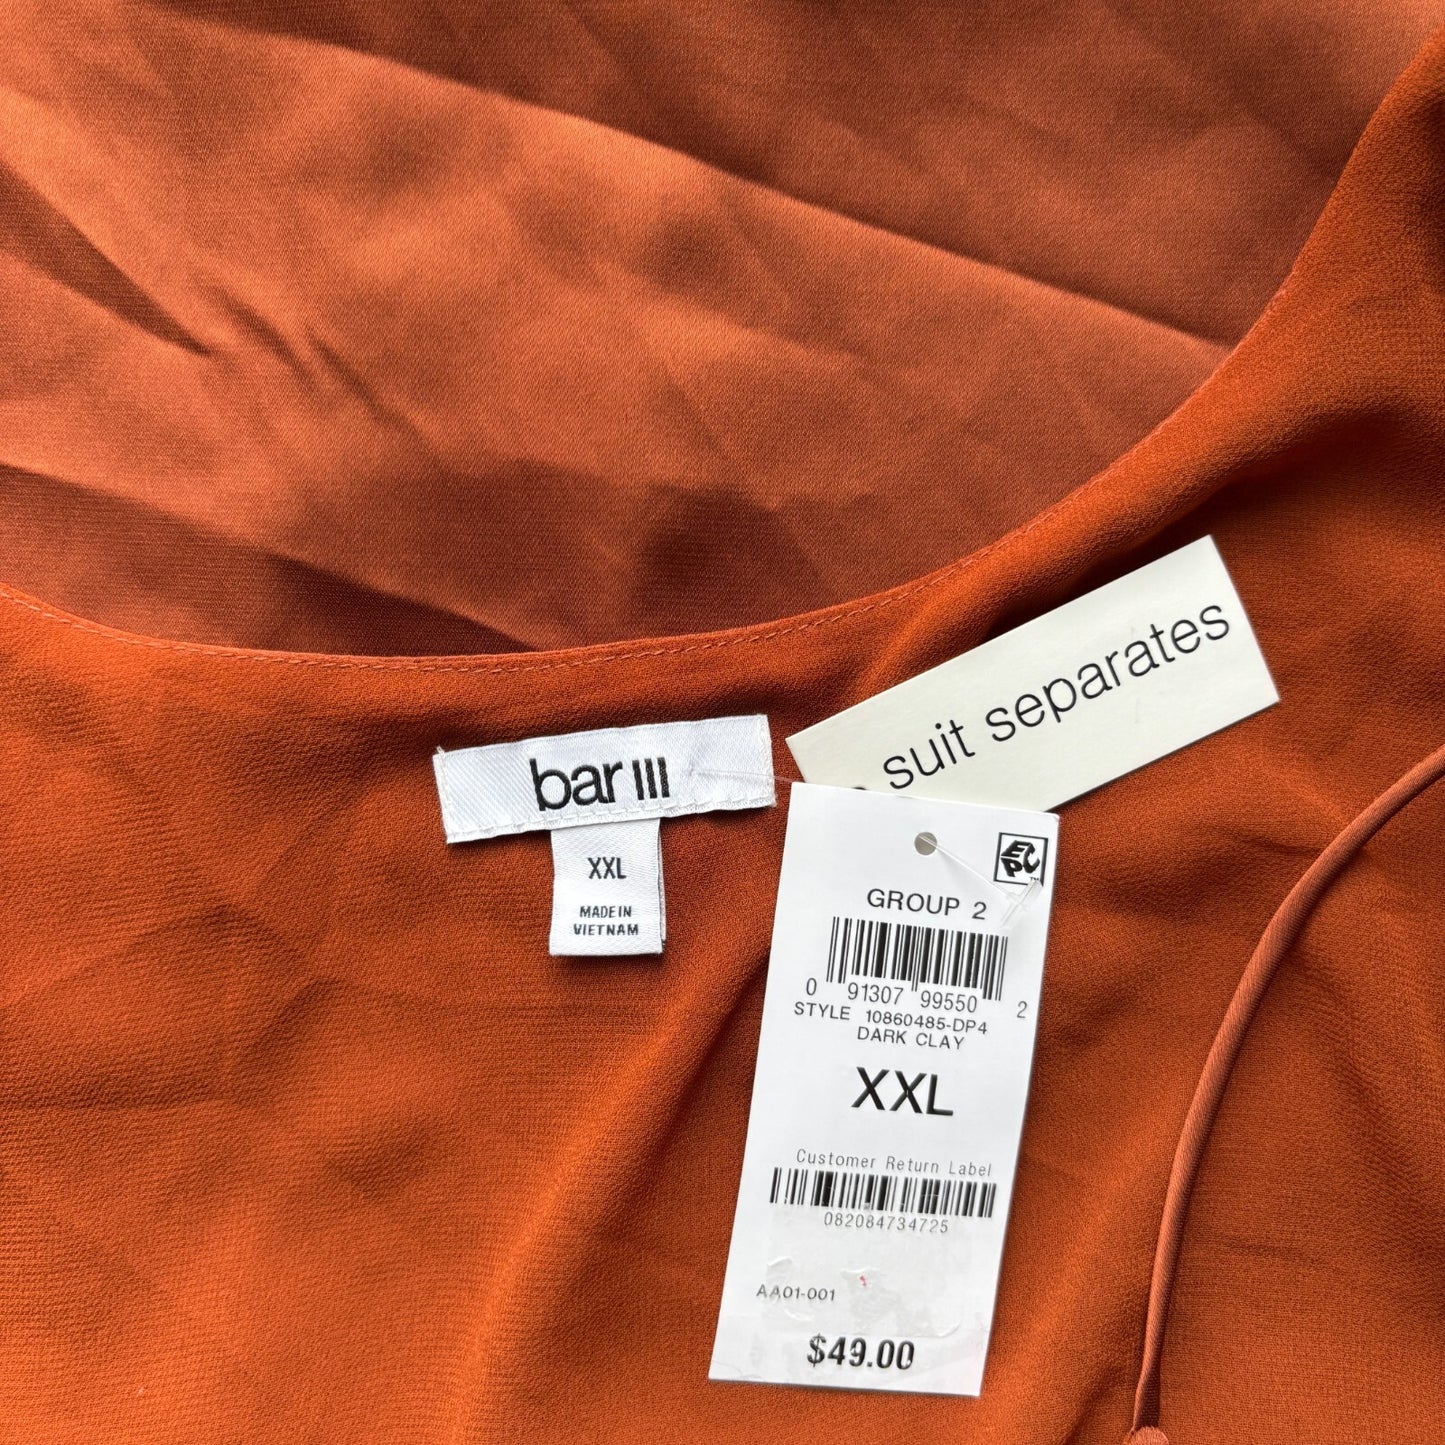 suit separates
bar III
XXL
MADE IN
VIETNAM
EPC™
GROUP 2
0 91307 99550 2
STYLE 10860485-DP4
DARK CLAY
XXL
Customer Return Label
082084734725
AA01-001
$49.00